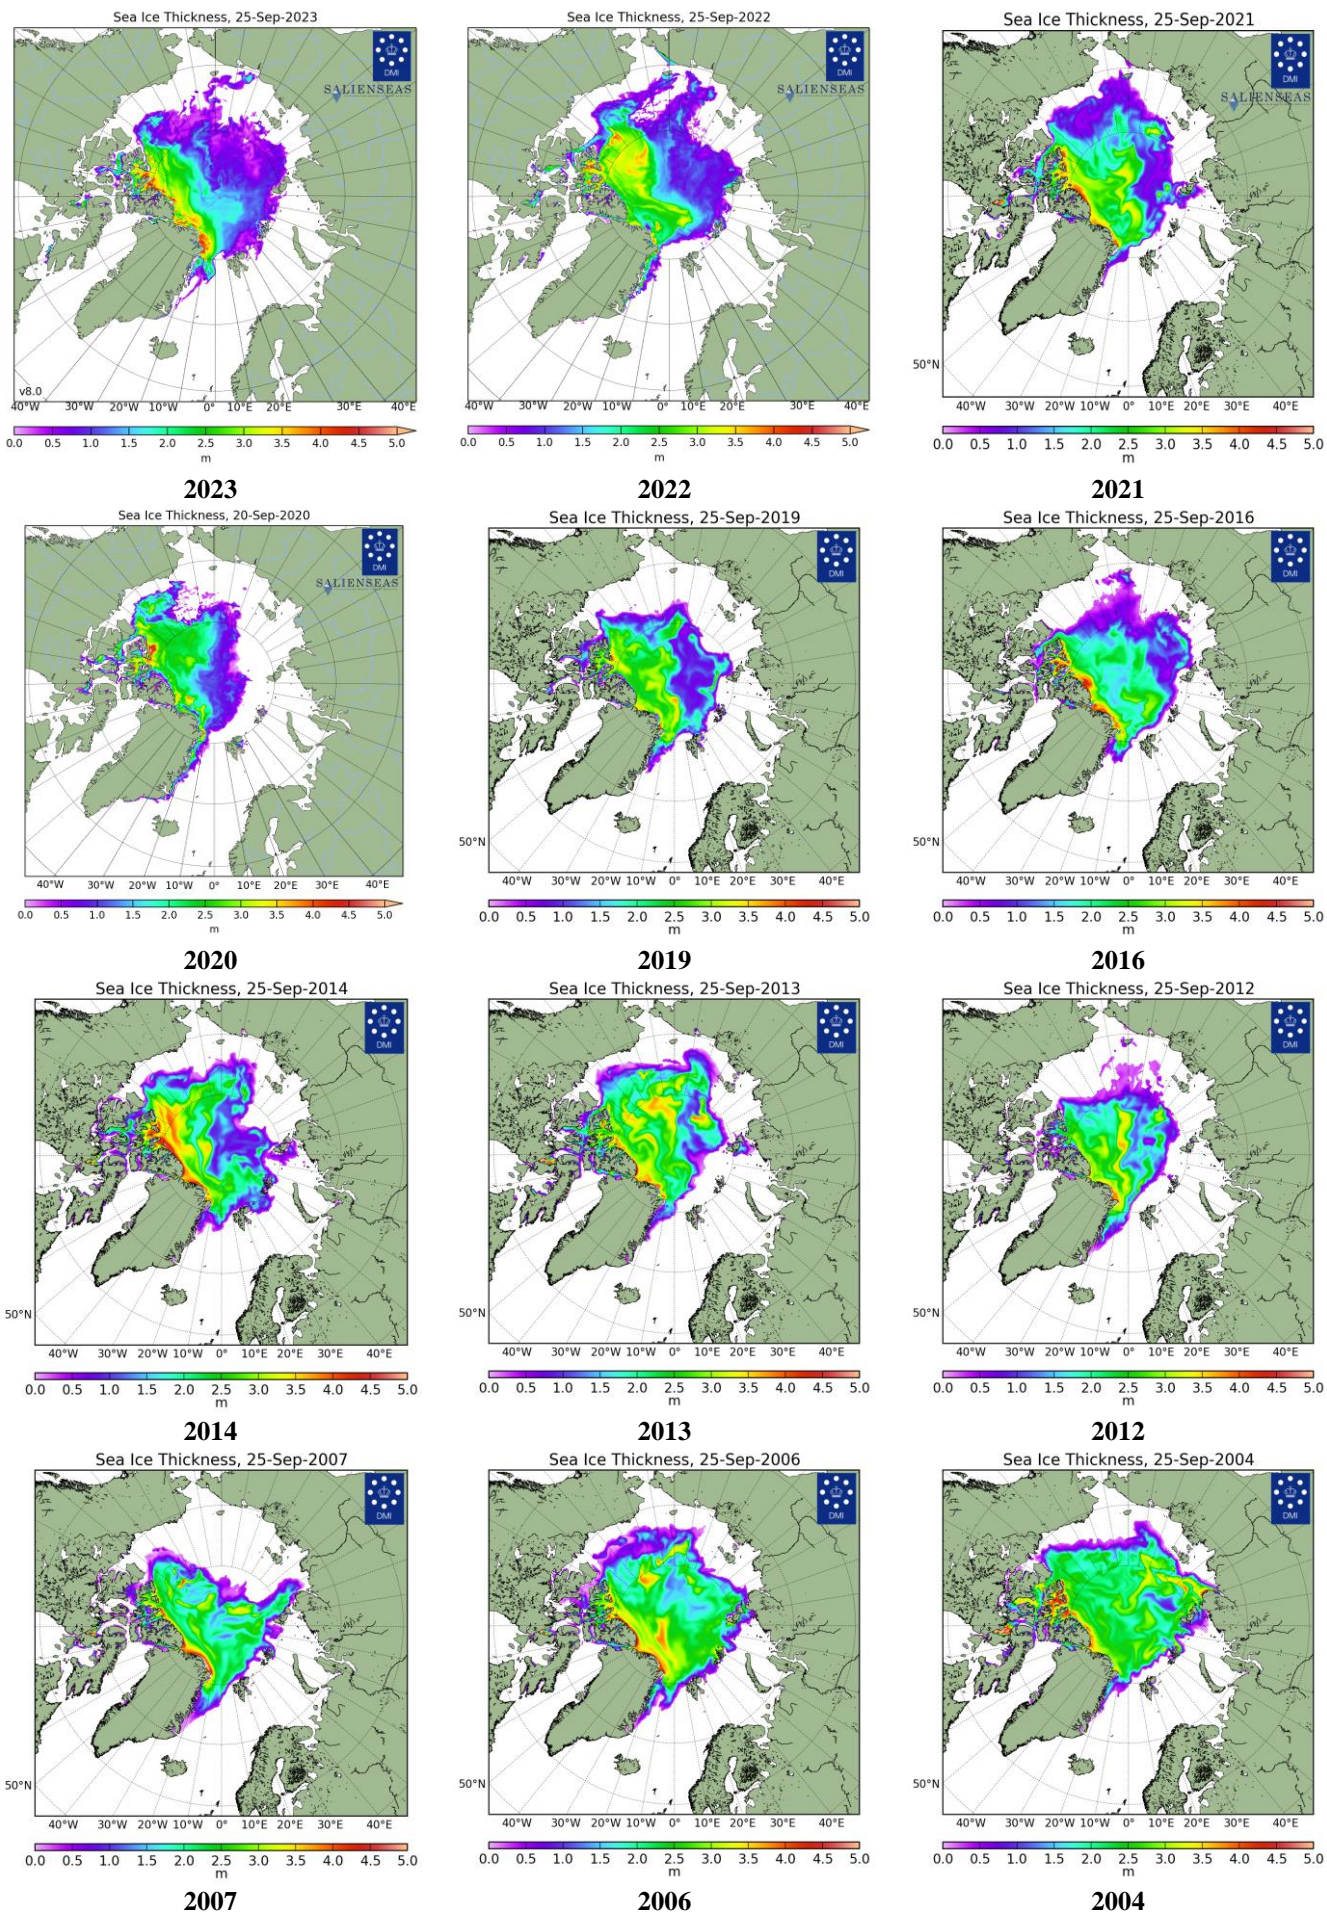 Sea Ice Thickness, 25-Sep-2023
DMI
SALIENSEAS
v8.0
40°W 30°W 20°W 10°W 0° 10°E 20°E 30°E 40°E
0.0 0.5 1.0 1.5 2.0 2.5 3.0 3.5 4.0 4.5 5.0
m
2023
Sea Ice Thickness, 25-Sep-2022
DMI
SALIENSEAS
40°W 30°W 20°W 10°W 0° 10°E 20°E 30°E 40°E
0.0 0.5 1.0 1.5 2.0 2.5 3.0 3.5 4.0 4.5 5.0
m
2022
Sea Ice Thickness, 25-Sep-2021
DMI
SALIENSEAS
50°N
40°W 30°W 20°W 10°W 0° 10°E 20°E 30°E 40°E
0.0 0.5 1.0 1.5 2.0 2.5 3.0 3.5 4.0 4.5 5.0
m
2021
Sea Ice Thickness, 20-Sep-2020
DMI
SALIENSEAS
40°W 30°W 20°W 10°W 0° 10°E 20°E 30°E 40°E
0.0 0.5 1.0 1.5 2.0 2.5 3.0 3.5 4.0 4.5 5.0
m
2020
Sea Ice Thickness, 25-Sep-2019
DMI
50°N
40°W 30°W 20°W 10°W 0° 10°E 20°E 30°E 40°E
0.0 0.5 1.0 1.5 2.0 2.5 3.0 3.5 4.0 4.5 5.0
m
2019
Sea Ice Thickness, 25-Sep-2016
DMI
50°N
40°W 30°W 20°W 10°W 0° 10°E 20°E 30°E 40°E
0.0 0.5 1.0 1.5 2.0 2.5 3.0 3.5 4.0 4.5 5.0
m
2016
Sea Ice Thickness, 25-Sep-2014
DMI
50°N
40°W 30°W 20°W 10°W 0° 10°E 20°E 30°E 40°E
0.0 0.5 1.0 1.5 2.0 2.5 3.0 3.5 4.0 4.5 5.0
m
2014
Sea Ice Thickness, 25-Sep-2013
DMI
50°N
40°W 30°W 20°W 10°W 0° 10°E 20°E 30°E 40°E
0.0 0.5 1.0 1.5 2.0 2.5 3.0 3.5 4.0 4.5 5.0
m
2013
Sea Ice Thickness, 25-Sep-2012
DMI
50°N
40°W 30°W 20°W 10°W 0° 10°E 20°E 30°E 40°E
0.0 0.5 1.0 1.5 2.0 2.5 3.0 3.5 4.0 4.5 5.0
m
2012
Sea Ice Thickness, 25-Sep-2007
DMI
50°N
40°W 30°W 20°W 10°W 0° 10°E 20°E 30°E 40°E
0.0 0.5 1.0 1.5 2.0 2.5 3.0 3.5 4.0 4.5 5.0
m
2007
Sea Ice Thickness, 25-Sep-2006
DMI
50°N
40°W 30°W 20°W 10°W 0° 10°E 20°E 30°E 40°E
0.0 0.5 1.0 1.5 2.0 2.5 3.0 3.5 4.0 4.5 5.0
m
2006
Sea Ice Thickness, 25-Sep-2004
DMI
50°N
40°W 30°W 20°W 10°W 0° 10°E 20°E 30°E 40°E
0.0 0.5 1.0 1.5 2.0 2.5 3.0 3.5 4.0 4.5 5.0
m
2004